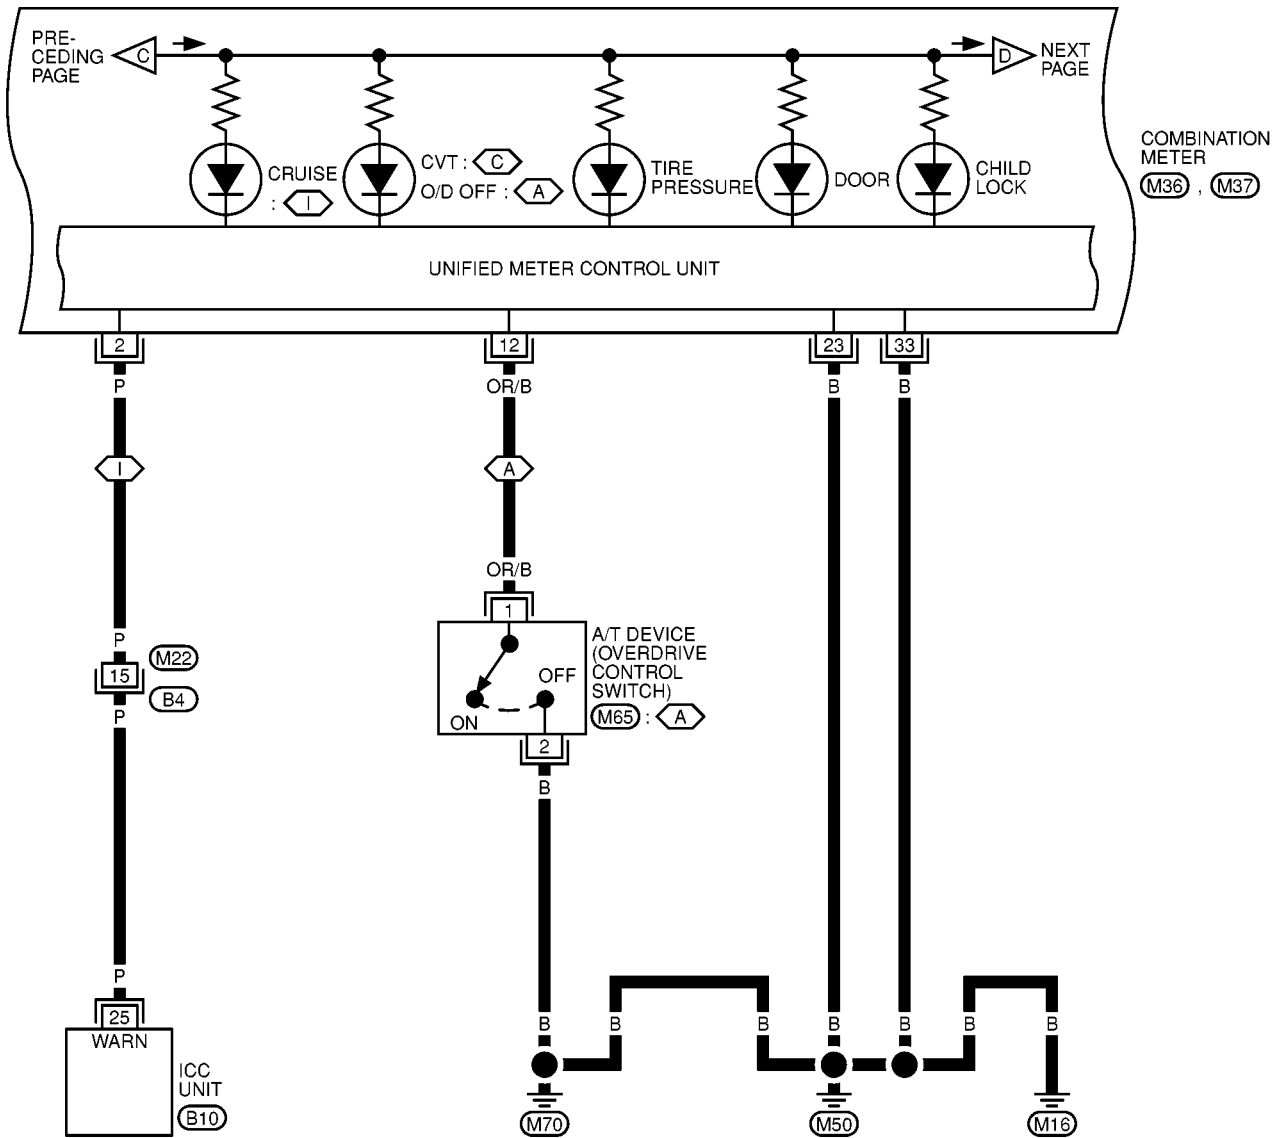 PRE-
CEDING
PAGE
C
D
NEXT
PAGE
CRUISE
: I
CVT : C
O/D OFF : A
TIRE
PRESSURE
DOOR
CHILD
LOCK
COMBINATION
METER
M36 , M37
UNIFIED METER CONTROL UNIT
2 12 23 33
P OR/B B B
I A
OR/B
1
A/T DEVICE
(OVERDRIVE
CONTROL
SWITCH)
M65 : A
OFF
ON
2
B
P
15
M22
B4
P
P
25
WARN
ICC
UNIT
B10
B B B B B B B
M70 M50 M16